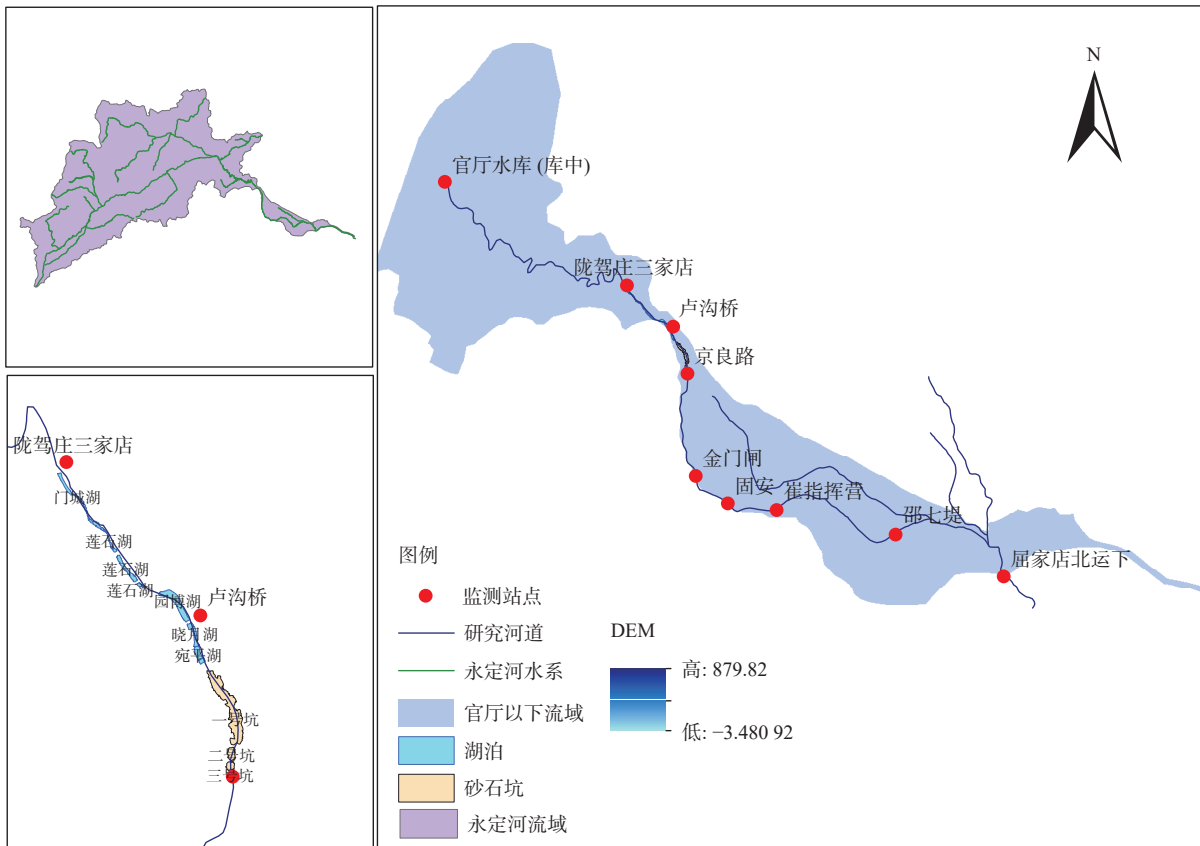 N
官厅水库 (库中)
陇驾庄三家店
卢沟桥
京良路
金门闸
固安
崔指挥营
邵七堤
屈家店北运下
图例
监测站点
研究河道
永定河水系
官厅以下流域
湖泊
砂石坑
永定河流域
DEM
高: 879.82
低: −3.480 92
陇驾庄三家店
门城湖
莲石湖
莲石湖
莲石湖
园博湖
卢沟桥
晓月湖
宛平湖
一号坑
二号坑
三号坑